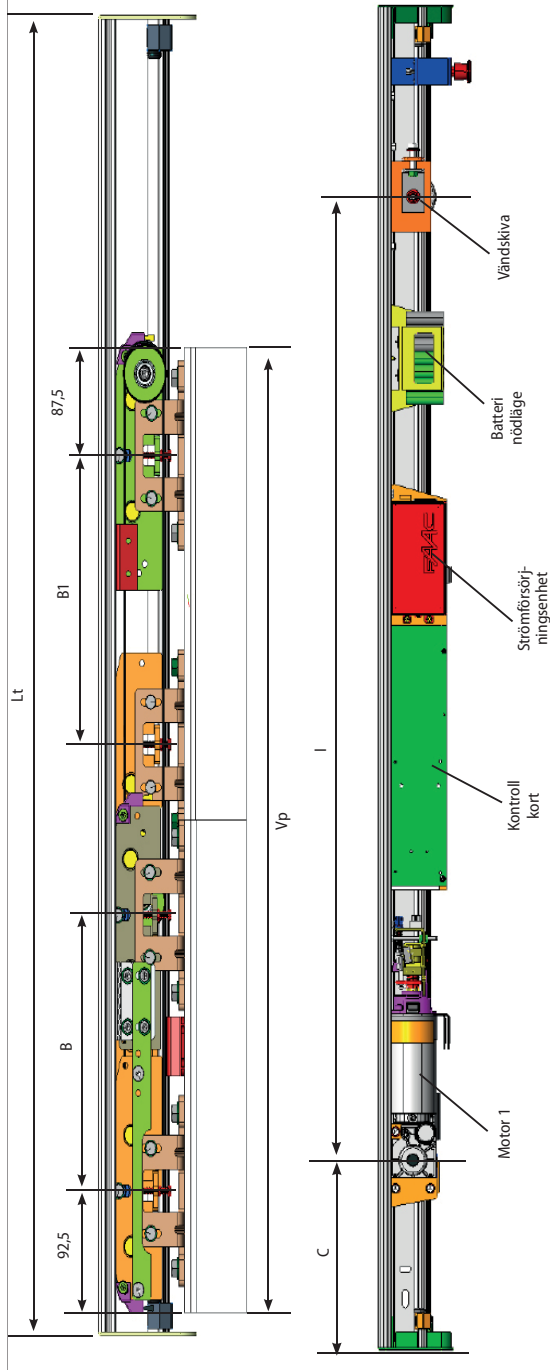 Lt
92,5
B
B1
87,5
Vp
C
I
Motor 1
Kontroll
kort
Strömförsörj-
ningsenhet
FAAC
Batteri
nödläge
Vändskiva